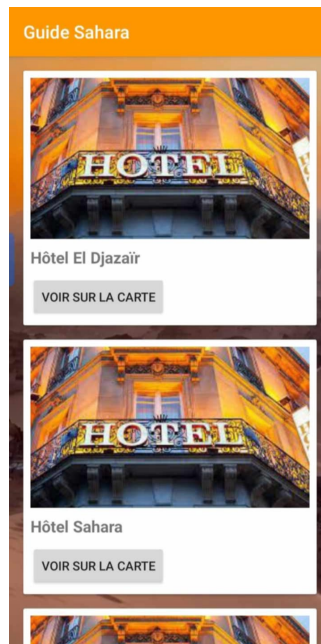 Guide Sahara
HOTEL
Hôtel El Djazaïr
VOIR SUR LA CARTE
HOTEL
Hôtel Sahara
VOIR SUR LA CARTE